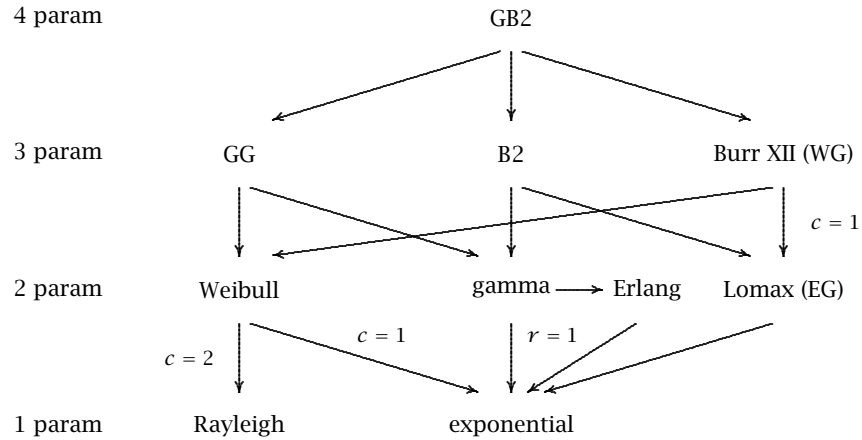 4 param GB2
3 param GG B2 Burr XII (WG)
c = 1
2 param Weibull gamma Erlang Lomax (EG)
c = 2 c = 1 r = 1
1 param Rayleigh exponential